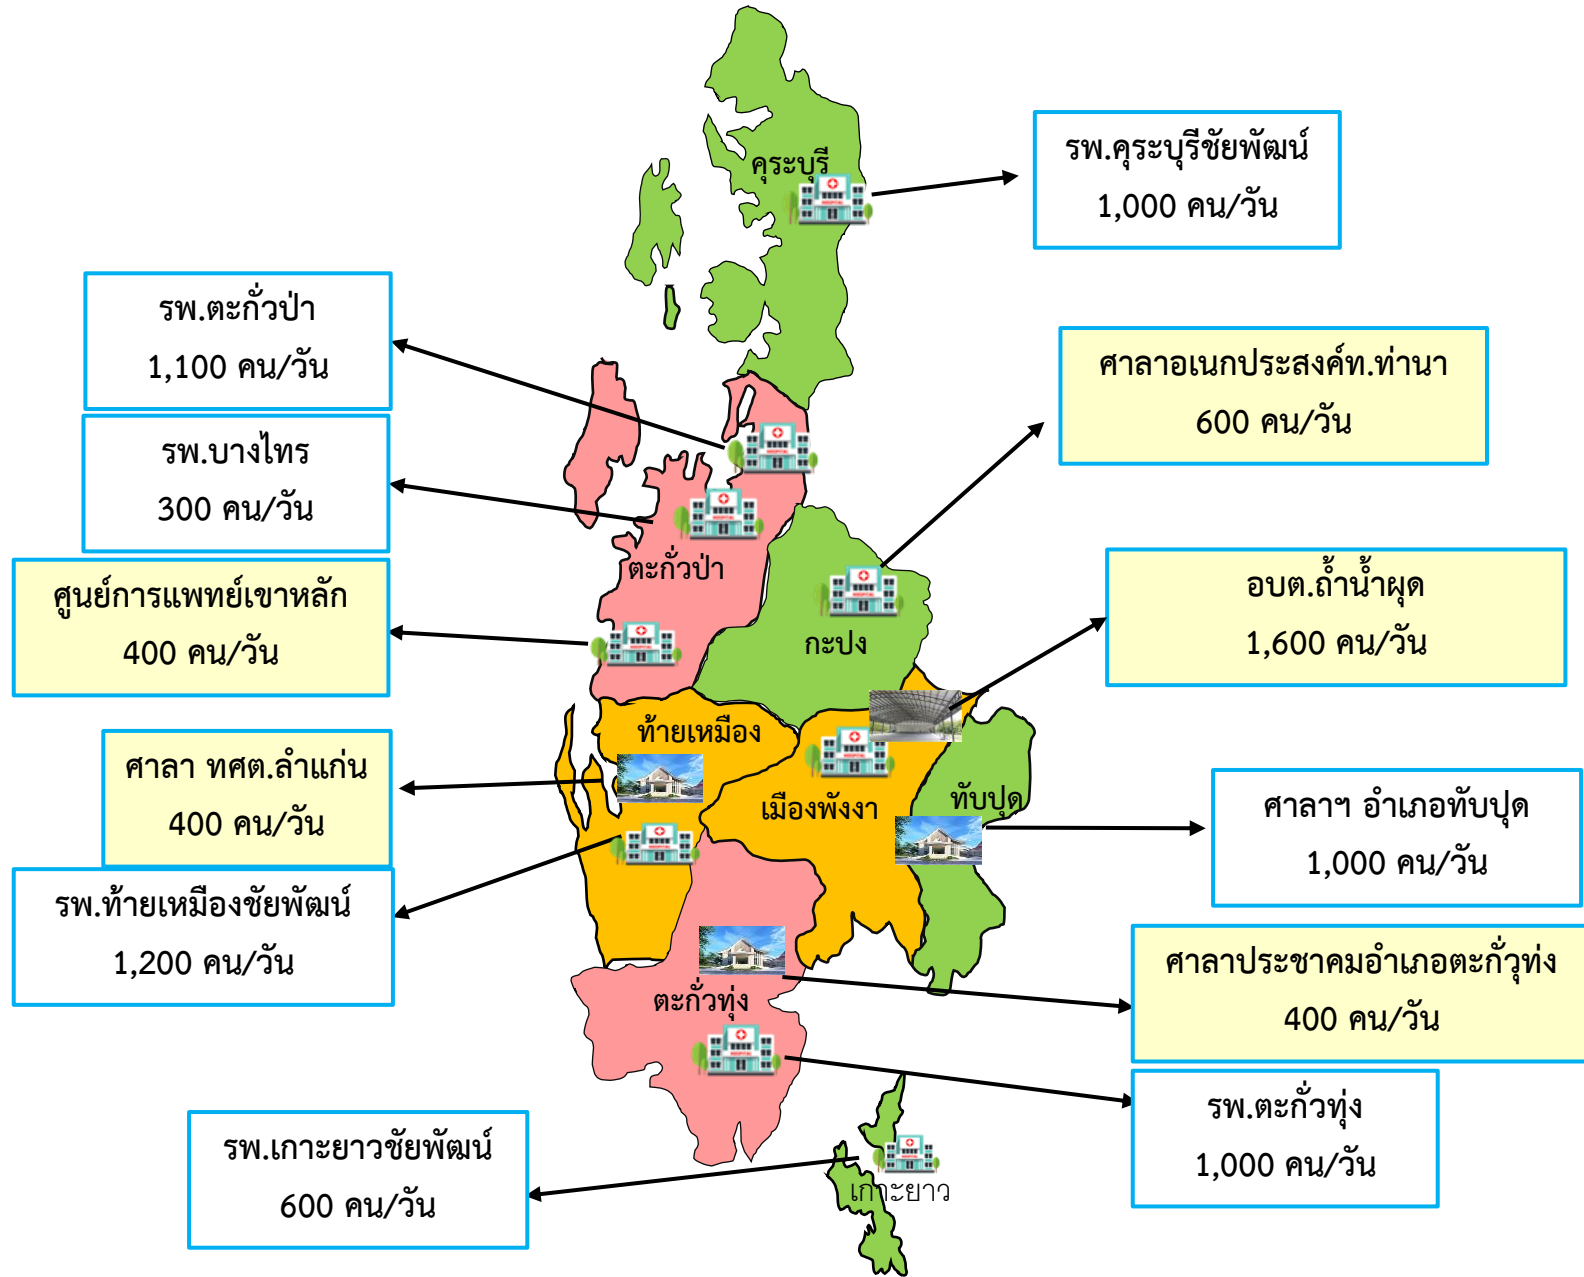 คุระบุรี
รพ.คุระบุรีชัยพัฒน์
1,000 คน/วัน
รพ.ตะกั่วป่า
1,100 คน/วัน
รพ.บางไทร
300 คน/วัน
ศูนย์การแพทย์เขาหลัก
400 คน/วัน
ตะกั่วป่า
ศาลาอเนกประสงค์ท.ท่านา
600 คน/วัน
กะปง
อบต.ถ้ำน้ำผุด
1,600 คน/วัน
ท้ายเหมือง
ศาลา ทศต.ลำแก่น
400 คน/วัน
รพ.ท้ายเหมืองชัยพัฒน์
1,200 คน/วัน
เมืองพังงา
ทับปุด
ศาลาฯ อำเภอทับปุด
1,000 คน/วัน
ศาลาประชาคมอำเภอตะกั่วุท่ง
400 คน/วัน
ตะกั่วทุ่ง
รพ.ตะกั่วทุ่ง
1,000 คน/วัน
รพ.เกาะยาวชัยพัฒน์
600 คน/วัน
เกาะยาว